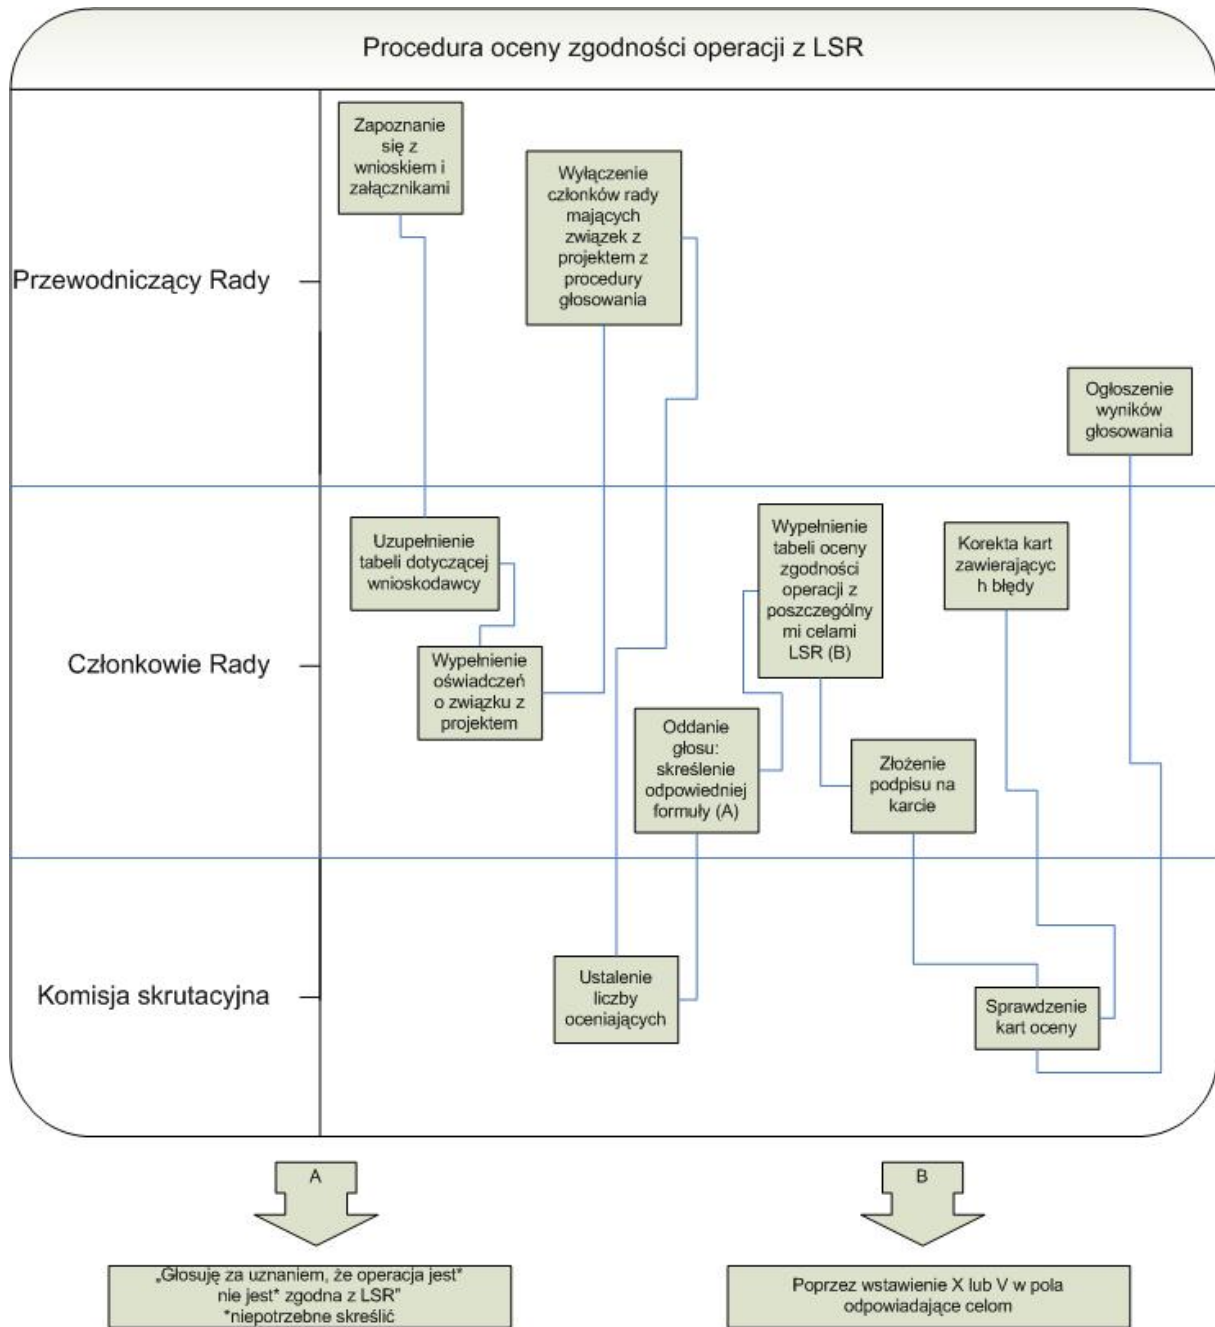 Procedura oceny zgodności operacji z LSR
Zapoznanie
się z
wnioskiem i
załącznikami
Wyłączenie
członków rady
mających
związek z
projektem z
procedury
głosowania
Przewodniczący Rady
Ogłoszenie
wyników
głosowania
Uzupełnienie
tabeli dotyczącej
wnioskodawcy
Wypełnienie
tabeli oceny
zgodności
operacji z
poszczególny
mi celami
LSR (B)
Korekta kart
zawierającyc
h błędy
Członkowie Rady
Wypełnienie
oświadczeń
o związku z
projektem
Oddanie
głosu:
skreślenie
odpowiedniej
formuły (A)
Złożenie
podpisu na
karcie
Komisja skrutacyjna
Ustalenie
liczby
oceniających
Sprawdzenie
kart oceny
A
B
„Głosuję za uznaniem, że operacja jest*
nie jest* zgodna z LSR”
*niepotrzebne skreślić
Poprzez wstawienie X lub V w pola
odpowiadające celom